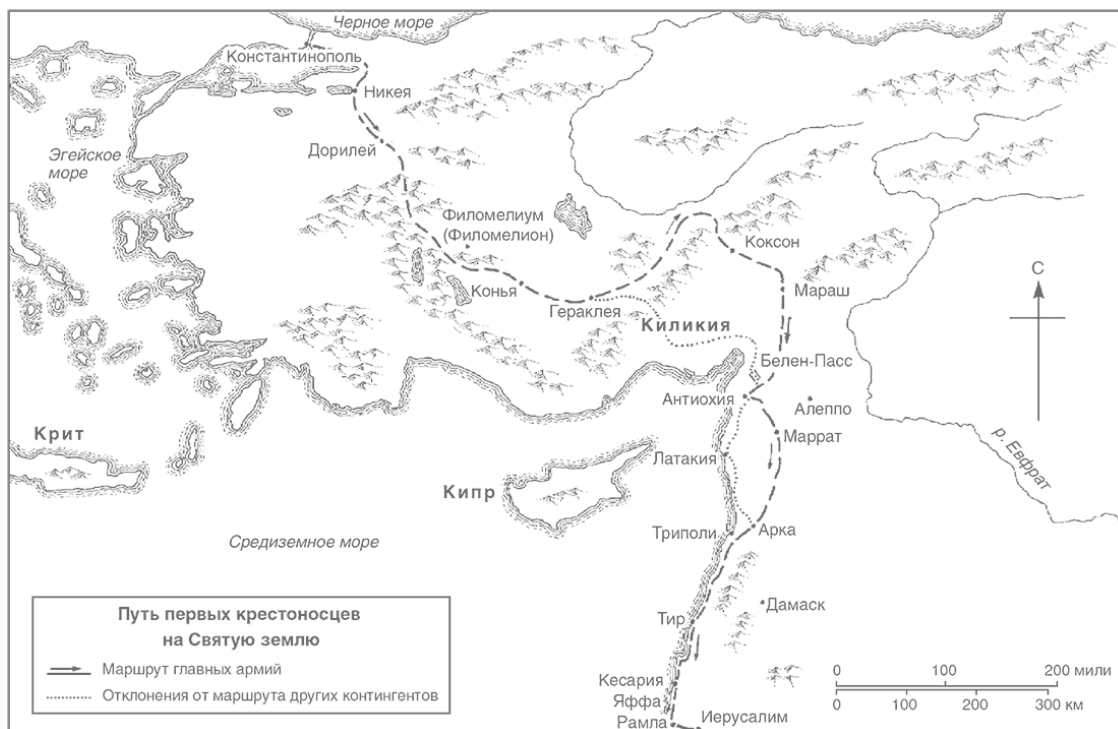 Черное море
Константинополь
Никея
Дорилей
Эгейское
море
Филомелиум
(Филомелион)
Коксон
С
Конья
Мараш
Гераклея
Киликия
Белен-Пасс
Антиохия
Алеппо
Крит
Маррат
р. Евфрат
Латакия
Кипр
Триполи
Арка
Средиземное море
Дамаск
Тир
Путь первых крестоносцев
на Святую землю
Маршрут главных армий
Отклонения от маршрута других контингентов
Кесария
Яффа
Рамла
Иерусалим
0 100 200 мили
0 100 200 300 км